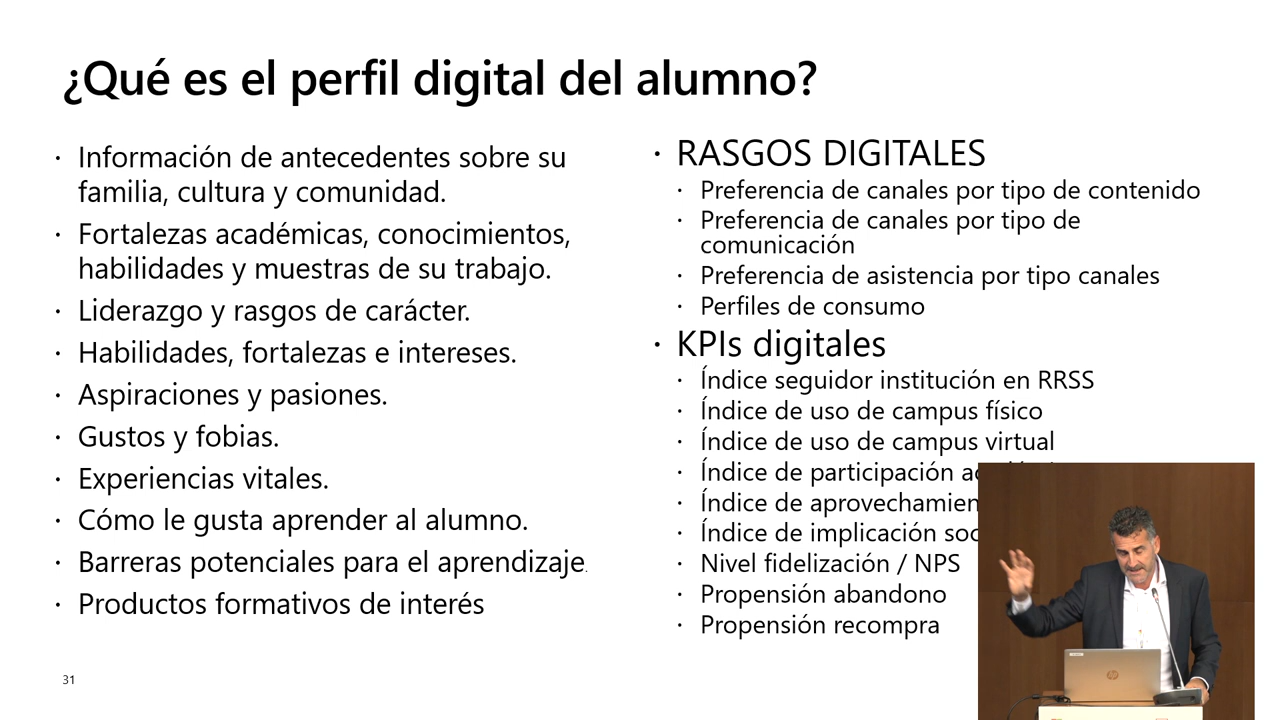 ¿Qué es el perfil digital del alumno?
· Información de antecedentes sobre su
familia, cultura y comunidad.
· Fortalezas académicas, conocimientos,
habilidades y muestras de su trabajo.
· Liderazgo y rasgos de carácter.
· Habilidades, fortalezas e intereses.
· Aspiraciones y pasiones.
· Gustos y fobias.
· Experiencias vitales.
· Cómo le gusta aprender al alumno.
· Barreras potenciales para el aprendizaje.
· Productos formativos de interés
· RASGOS DIGITALES
· Preferencia de canales por tipo de contenido
· Preferencia de canales por tipo de
comunicación
· Preferencia de asistencia por tipo canales
· Perfiles de consumo
· KPIs digitales
· Índice seguidor institución en RRSS
· Índice de uso de campus físico
· Índice de uso de campus virtual
· Índice de participación
· Índice de
· Índice de implicación
· Nivel fidelización / NPS
· Propensión abandono
· Propensión recompra
31
hp